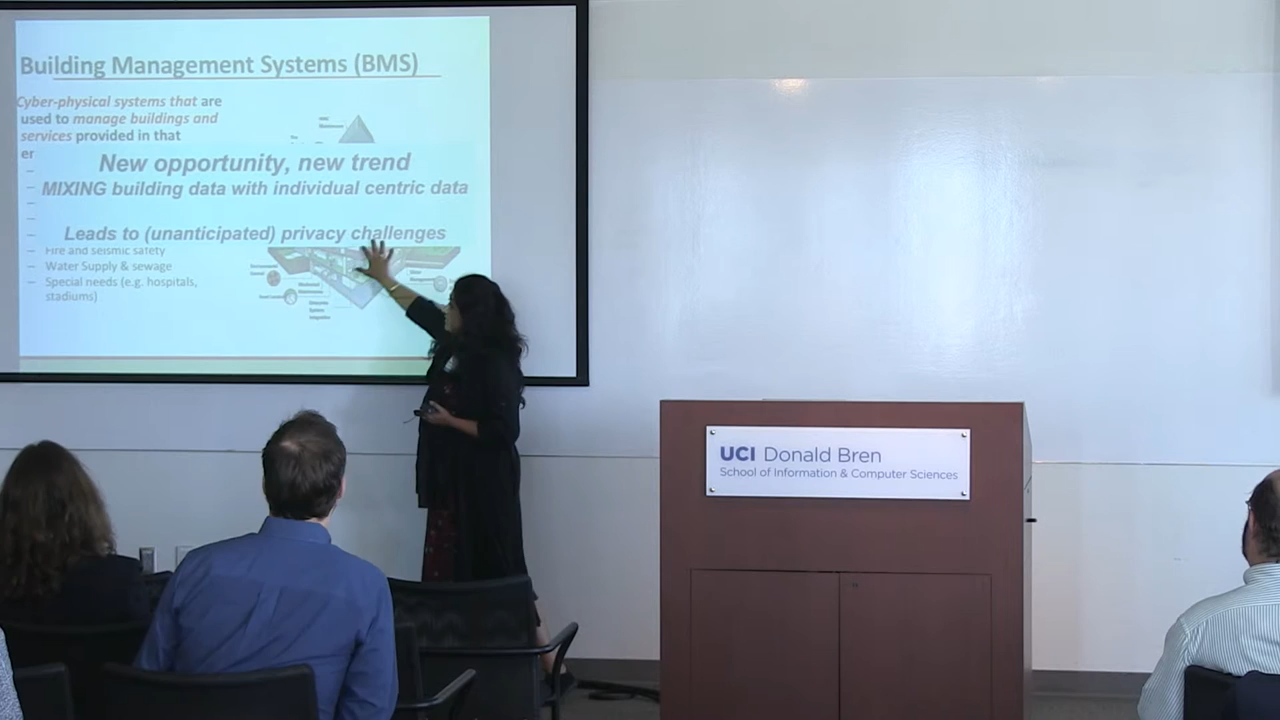 Building Management Systems (BMS)
Cyber-physical systems that are
used to manage buildings and
services provided in that
er
New opportunity, new trend
MIXING building data with individual centric data
Leads to (unanticipated) privacy challenges
– Fire and seismic safety
– Water Supply & sewage
– Special needs (e.g. hospitals,
stadiums)
UCI Donald Bren
School of Information & Computer Sciences